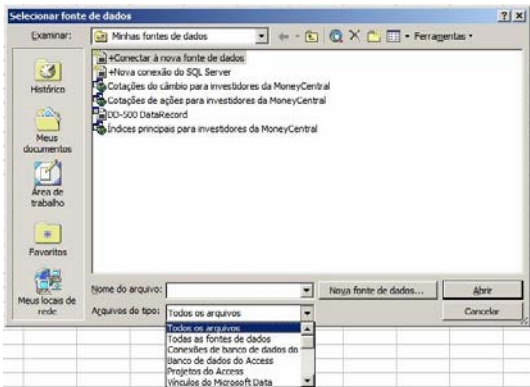 Selecionar fonte de dados
Examinar: Minhas fontes de dados Ferramentas
Histórico
Meus documentos
Área de trabalho
Favoritos
Meus locais de rede
+Conectar à nova fonte de dados
+Nova conexão do SQL Server
Cotações do câmbio para investidores da MoneyCentral
Cotações de ações para investidores da MoneyCentral
DD-500 DataRecord
Índices principais para investidores da MoneyCentral
Nome do arquivo: Nova fonte de dados... Abrir
Arquivos do tipo: Todos os arquivos Cancelar
Todos os arquivos
Todas as fontes de dados
Conexões de banco de dados do
Banco de dados do Access
Projetos do Access
Vínculos do Microsoft Data